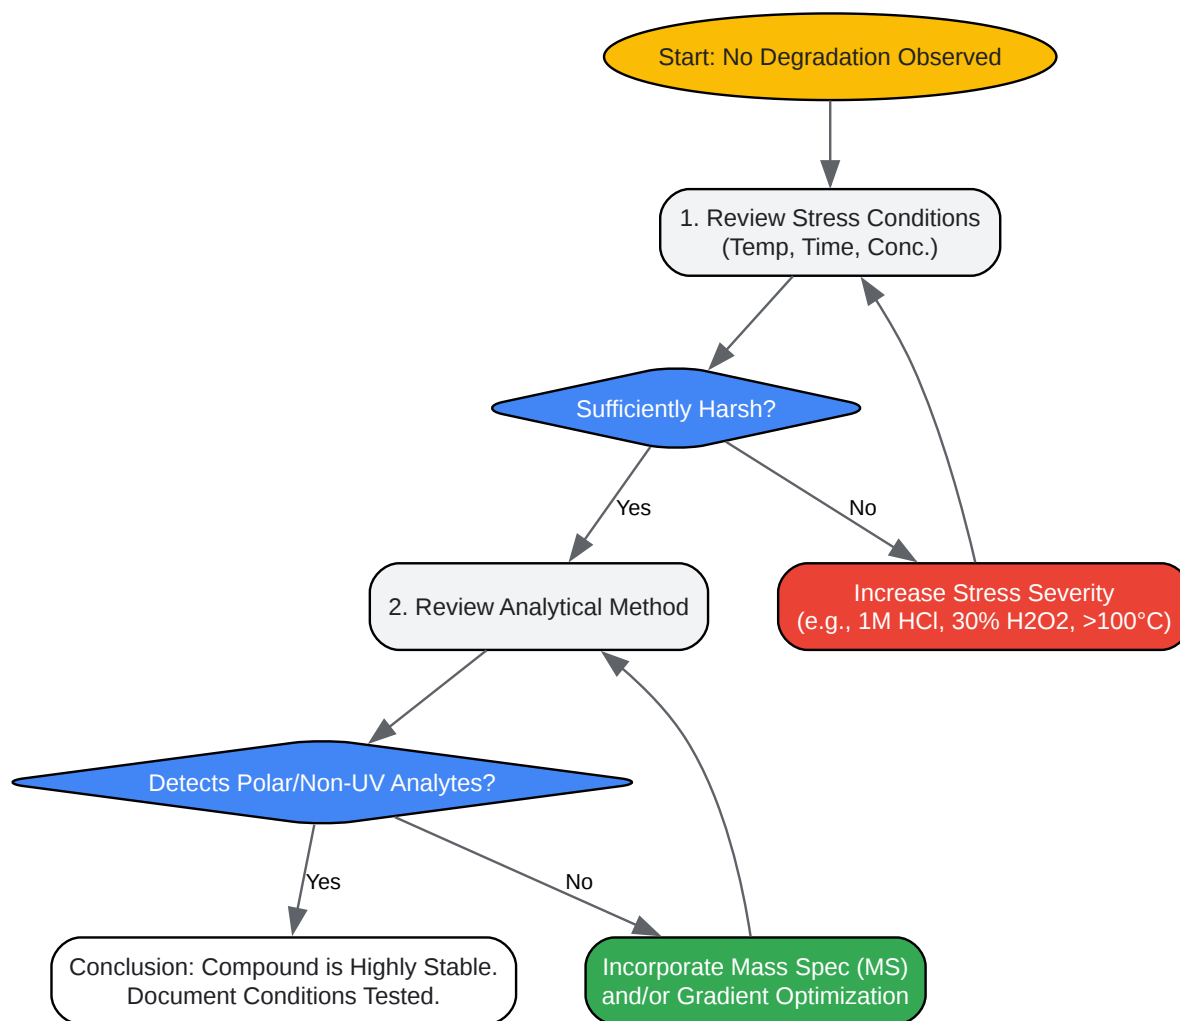 Start: No Degradation Observed
1. Review Stress Conditions
(Temp, Time, Conc.)
Sufficiently Harsh?
Yes
No
2. Review Analytical Method
Increase Stress Severity
(e.g., 1M HCl, 30% H2O2, >100°C)
Detects Polar/Non-UV Analytes?
Yes
No
Conclusion: Compound is Highly Stable.
Document Conditions Tested.
Incorporate Mass Spec (MS)
and/or Gradient Optimization